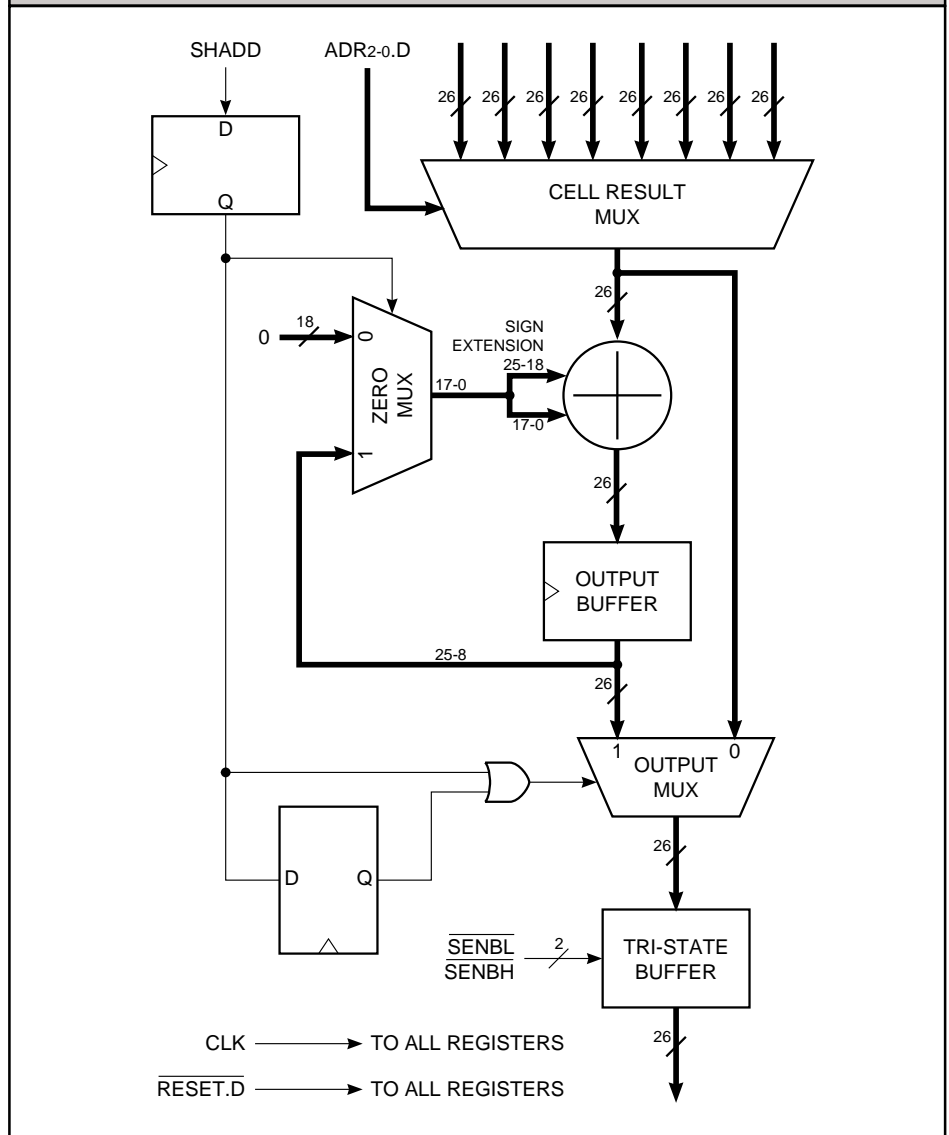 SHADD
ADR2-0.D
26 26 26 26 26 26 26 26
D
Q
CELL RESULT
MUX
26
0
18
0
1
ZERO
MUX
17-0
SIGN
EXTENSION
25-18
17-0
26
OUTPUT
BUFFER
25-8
26
1
0
OUTPUT
MUX
D
Q
26
SENBL
SENBH
2
TRI-STATE
BUFFER
26
CLK TO ALL REGISTERS
RESET.D TO ALL REGISTERS